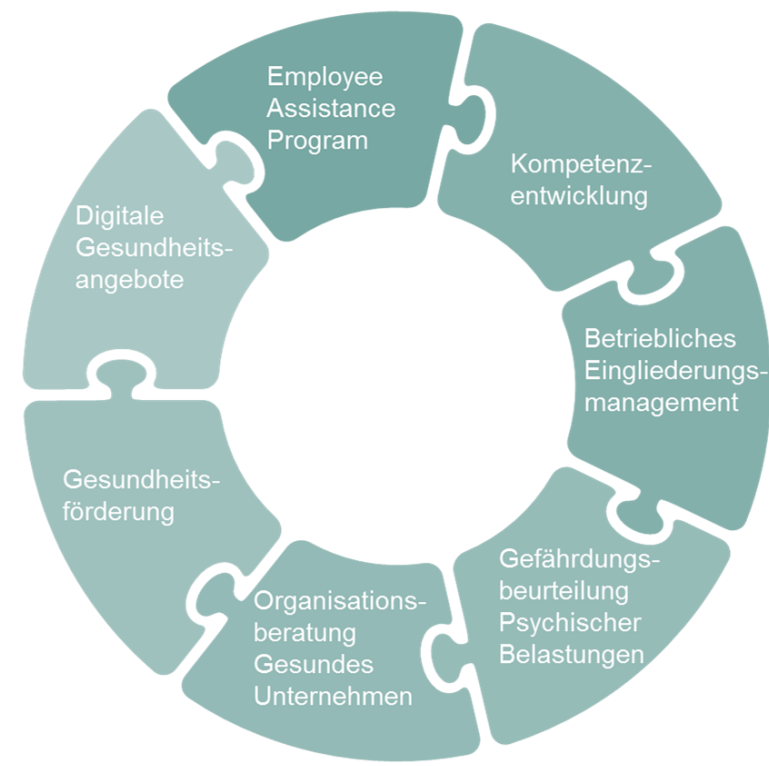 Employee
Assistance
Program
Kompetenz-
entwicklung
Betriebliches
Eingliederungs-
management
Gefährdungs-
beurteilung
Psychischer
Belastungen
Organisations-
beratung
Gesundes
Unternehmen
Gesundheits-
förderung
Digitale
Gesundheits-
angebote